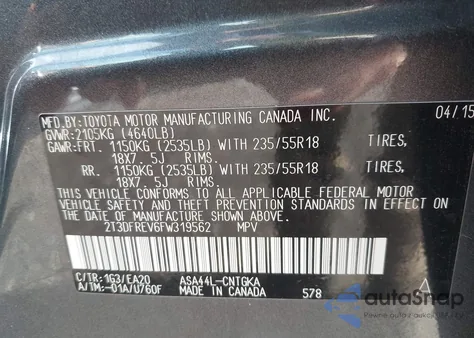 MFD.BY:TOYOTA MOTOR MANUFACTURING CANADA INC. 04/15
GVWR:2105KG (4640LB)
GAWR:FRT. 1150KG (2535LB) WITH 235/55R18 TIRES,
18X7. 5J RIMS.
RR. 1150KG (2535LB) WITH 235/55R18 TIRES,
18X7. 5J RIMS.
THIS VEHICLE CONFORMS TO ALL APPLICABLE FEDERAL MOTOR
VEHICLE SAFETY AND THEFT PREVENTION STANDARDS IN EFFECT ON
THE DATE OF MANUFACTURE SHOWN ABOVE.
2T3DFREV6FW319562 MPV
C/TR:1G3/EA20 ASA44L-CNTGKA
A/TM:-01A/U760F MADE IN CANADA 578
A
autoSnap